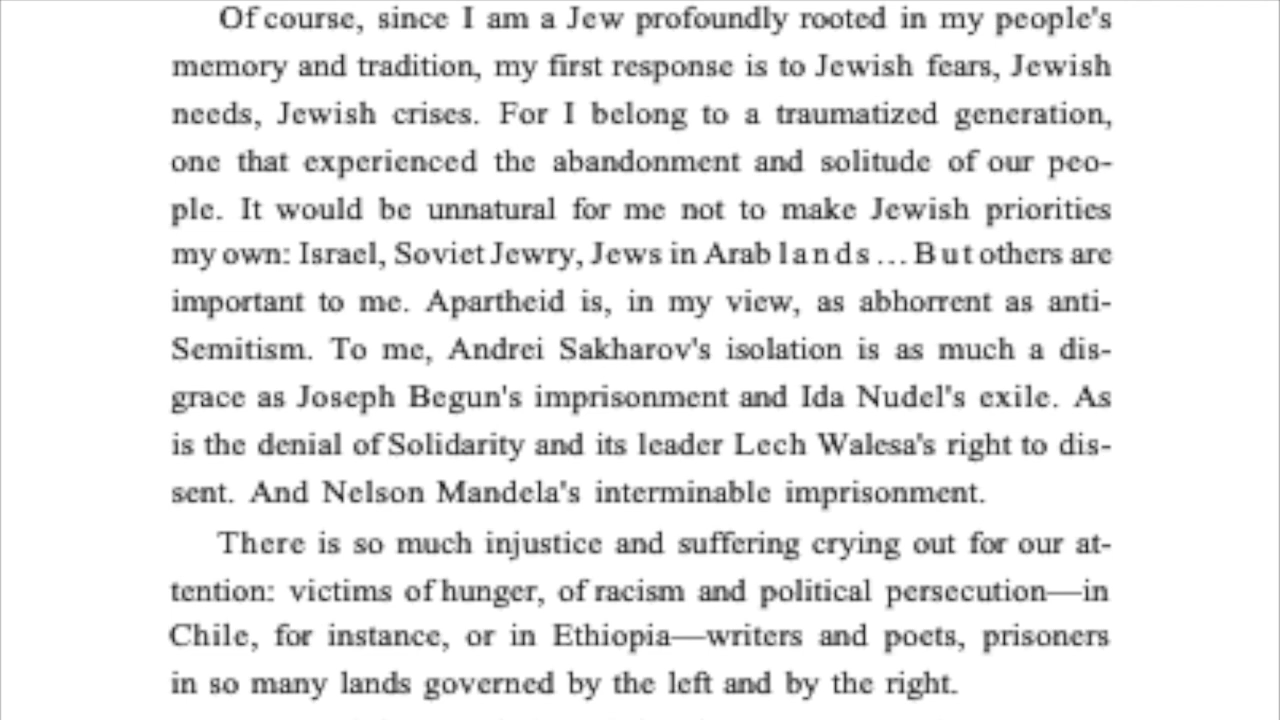 Of course, since I am a Jew profoundly rooted in my people's
memory and tradition, my first response is to Jewish fears, Jewish
needs, Jewish crises. For I belong to a traumatized generation,
one that experienced the abandonment and solitude of our peo-
ple. It would be unnatural for me not to make Jewish priorities
my own: Israel, Soviet Jewry, Jews in Arab lands ... But others are
important to me. Apartheid is, in my view, as abhorrent as anti-
Semitism. To me, Andrei Sakharov's isolation is as much a dis-
grace as Joseph Begun's imprisonment and Ida Nudel's exile. As
is the denial of Solidarity and its leader Lech Walesa's right to dis-
sent. And Nelson Mandela's interminable imprisonment.
There is so much injustice and suffering crying out for our at-
tention: victims of hunger, of racism and political persecution—in
Chile, for instance, or in Ethiopia—writers and poets, prisoners
in so many lands governed by the left and by the right.